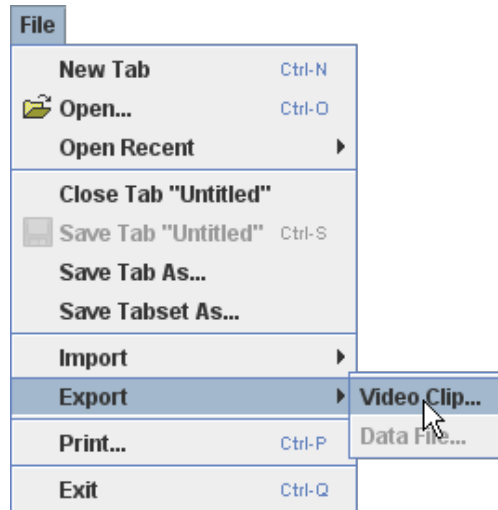 File
New Tab Ctrl-N
Open... Ctrl-O
Open Recent
Close Tab "Untitled"
Save Tab "Untitled" Ctrl-S
Save Tab As...
Save Tabset As...
Import
Export
Video Clip...
Data File...
Print... Ctrl-P
Exit Ctrl-Q